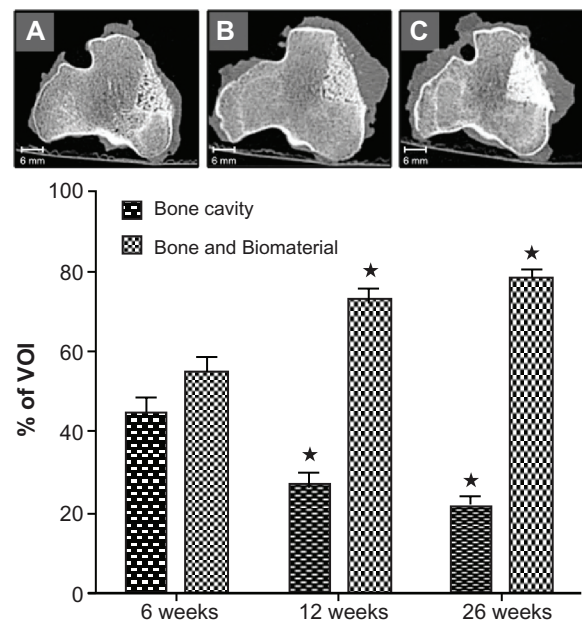 A
B
C
6 mm
6 mm
6 mm
100
80
60
40
20
0
% of VOI
Bone cavity
Bone and Biomaterial
★
★
★
★
6 weeks
12 weeks
26 weeks